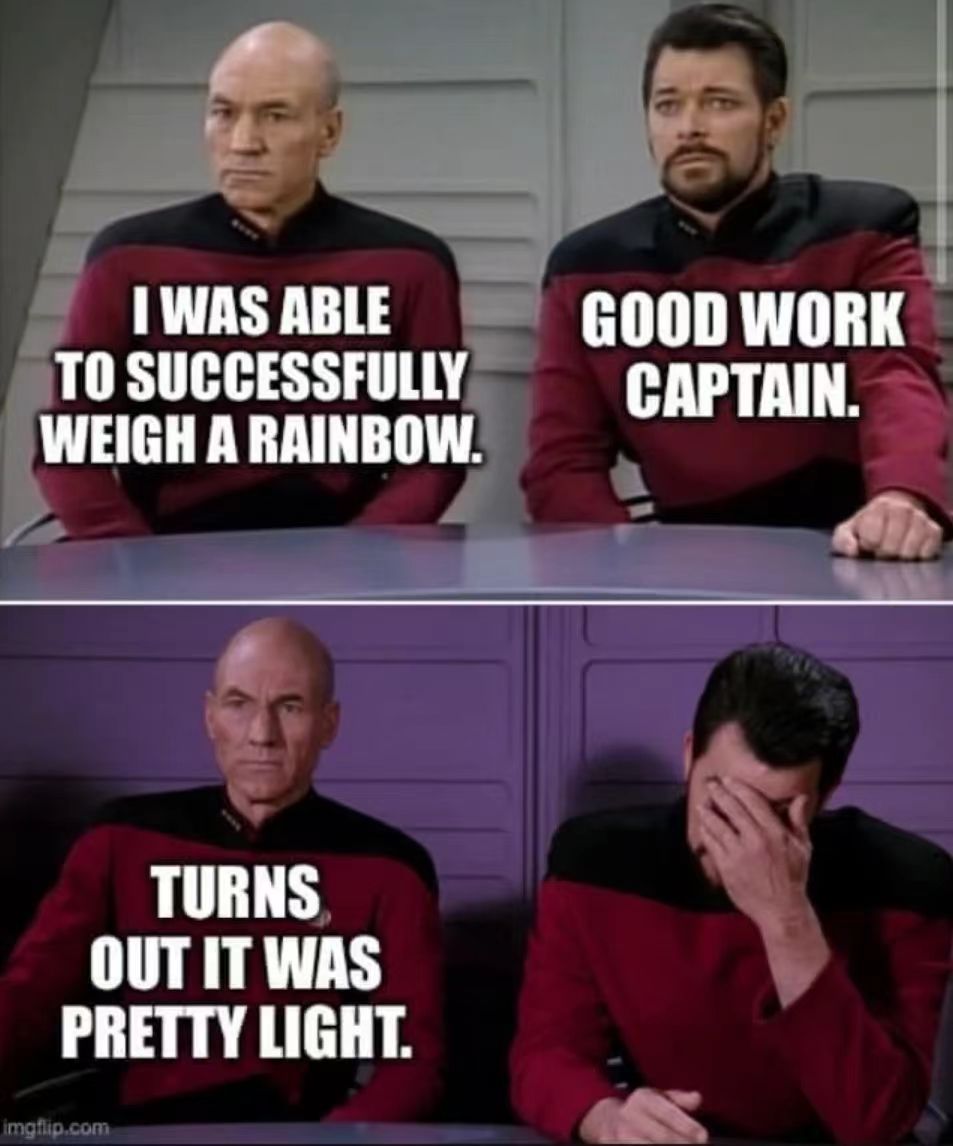 I WAS ABLE
TO SUCCESSFULLY
WEIGH A RAINBOW.
GOOD WORK
CAPTAIN.
TURNS
OUT IT WAS
PRETTY LIGHT.
imgflip.com